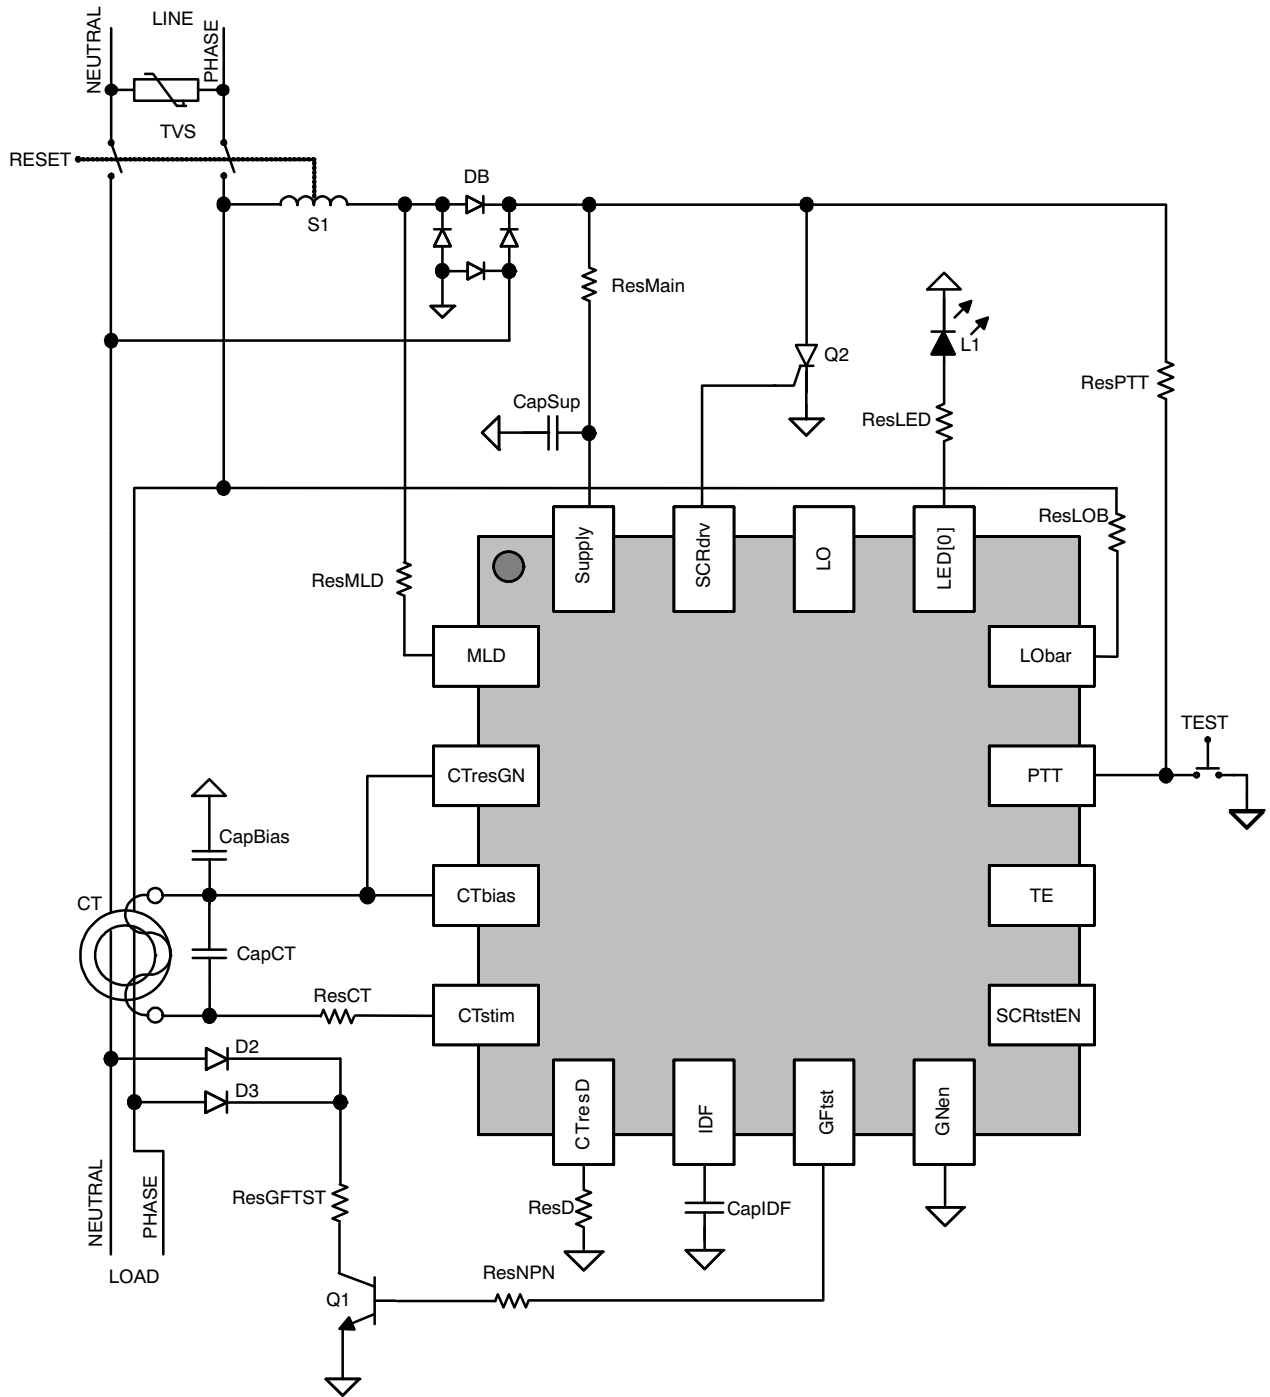 LINE
NEUTRAL
PHASE
TVS
RESET
DB
S1
ResMain
Q2
L1
ResPTT
CapSup
ResLED
ResLOB
Supply
SCRdrv
LO
LED[0]
ResMLD
MLD
LObar
TEST
CTresGN
PTT
CapBias
CT
CTbias
TE
CapCT
ResCT
CTstim
SCRtstEN
D2
D3
CTresD
IDF
GFtst
GNen
NEUTRAL
PHASE
ResGFTST
ResD
CapIDF
LOAD
ResNPN
Q1